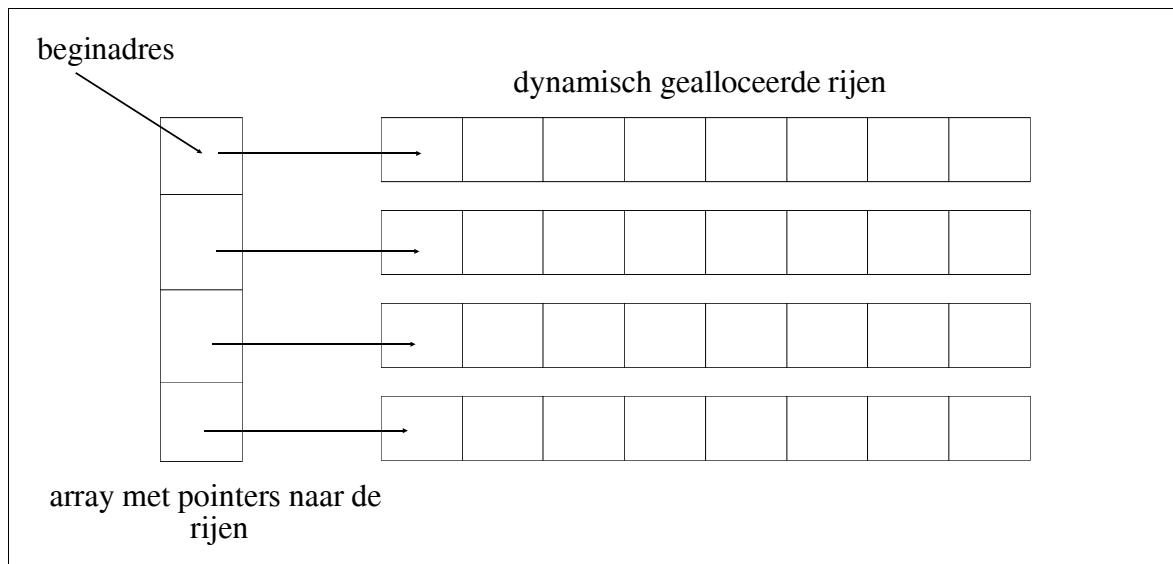 beginadres
dynamisch gealloceerde rijen
array met pointers naar de
rijen